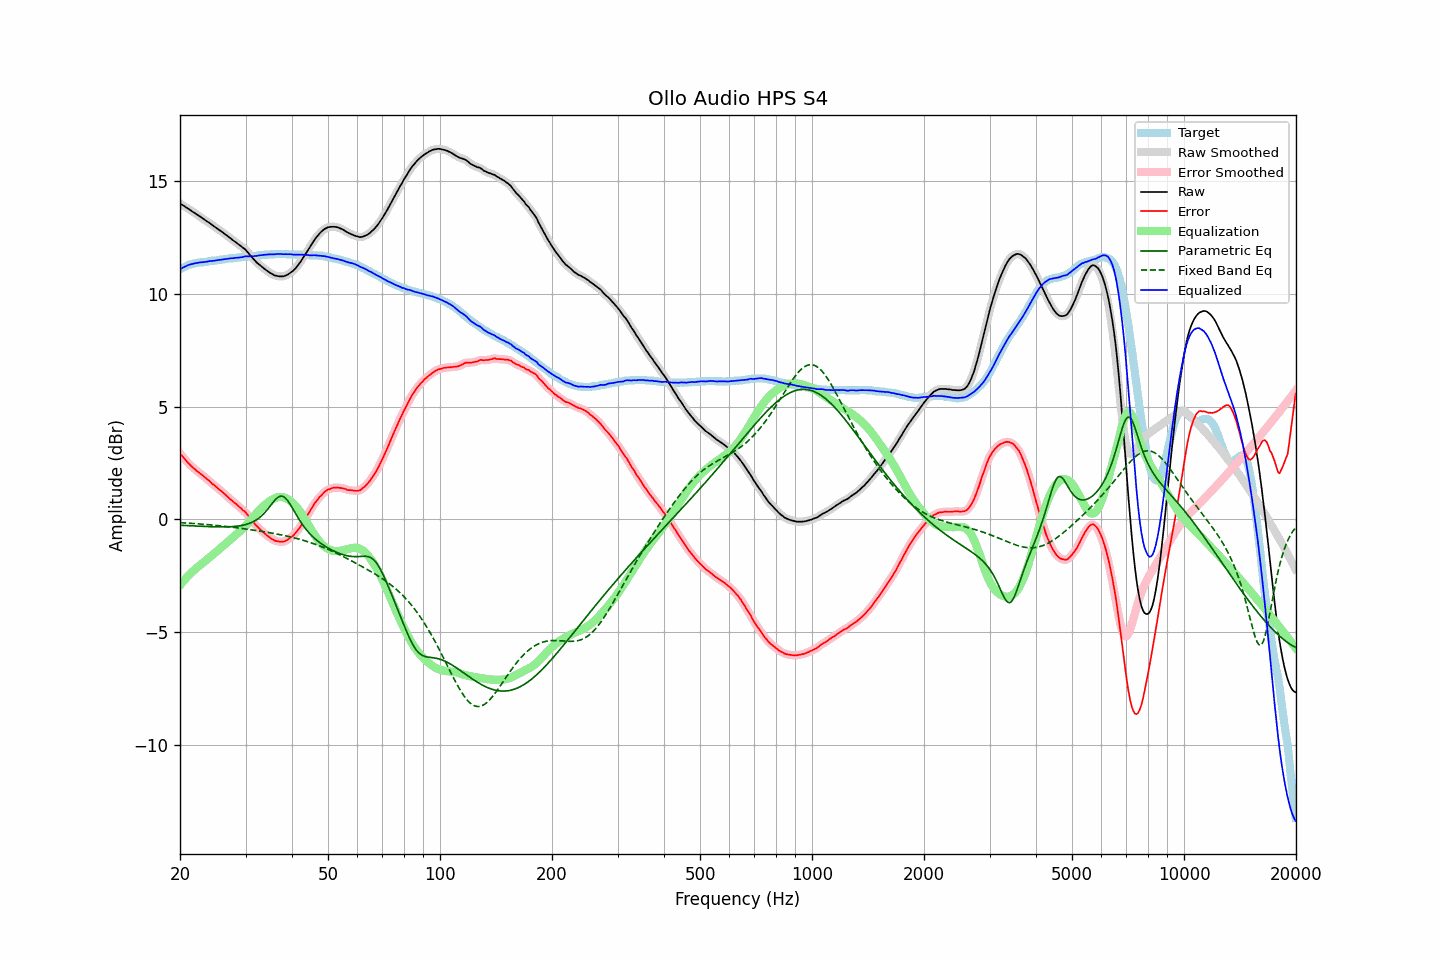 Ollo Audio HPS S4
Target
Raw Smoothed
Error Smoothed
Raw
Error
Equalization
Parametric Eq
Fixed Band Eq
Equalized
Amplitude (dBr)
15
10
5
0
−5
−10
20 50 100 200 500 1000 2000 5000 10000 20000
Frequency (Hz)